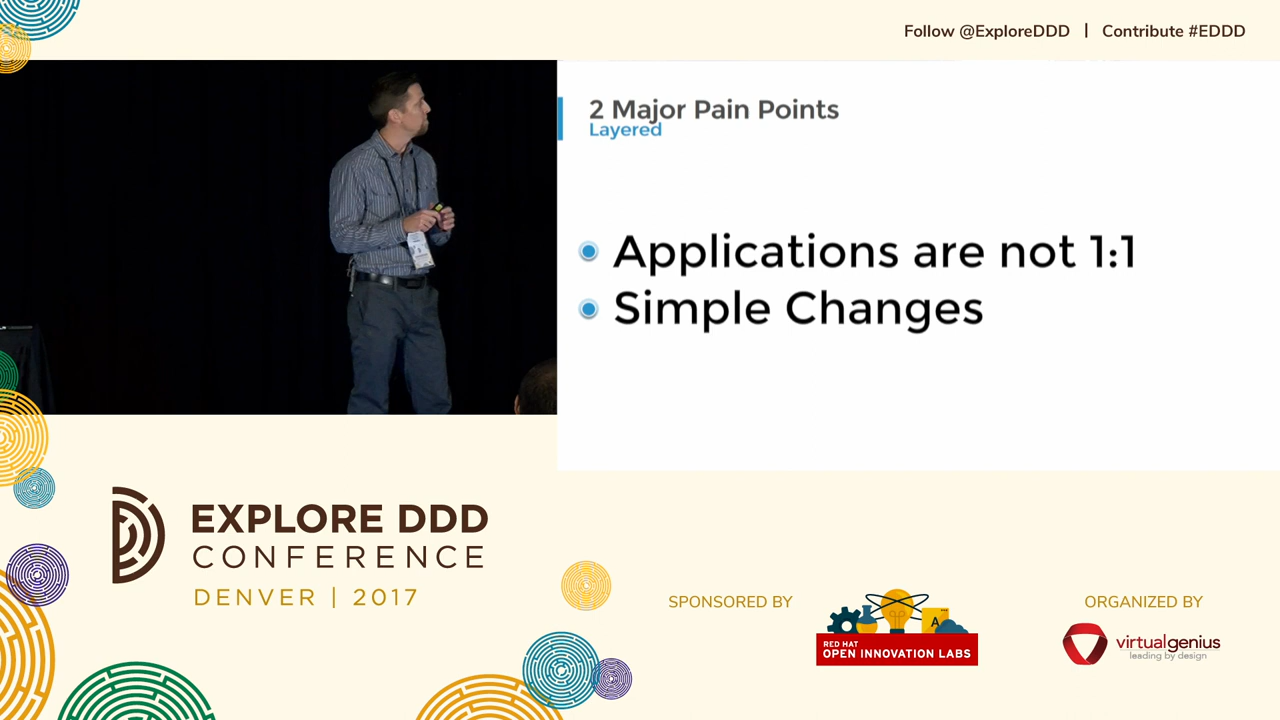 Follow @ExploreDDD | Contribute #EDDD
2 Major Pain Points
Layered
Applications are not 1:1
Simple Changes
EXPLORE DDD
CONFERENCE
DENVER | 2017
SPONSORED BY
RED HAT
OPEN INNOVATION LABS
A
ORGANIZED BY
virtualgenius
leading by design